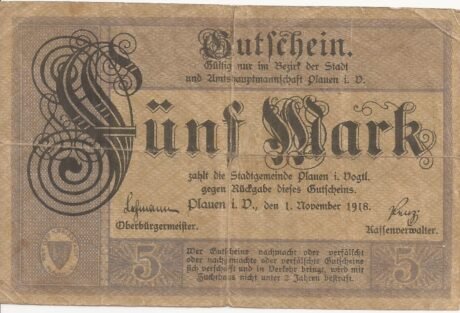 Gutschein.
Gültig nur im Bezirk der Stadt
und Amtshauptmannschaft Plauen i. V.
Fünf Mark
zahlt die Stadtgemeinde Plauen i. Vogtl.
gegen Rückgabe dieses Gutscheins.
Plauen i. V., den 1. November 1918.
Lehmann
Oberbürgermeister.
Kassenverwalter.
Wer Gutscheine nachmacht oder verfälscht
oder nachgemachte oder verfälschte Gutscheine
sich verschafft und in Verkehr bringt, wird mit
Zuchthaus nicht unter 2 Jahren bestraft.
5
5